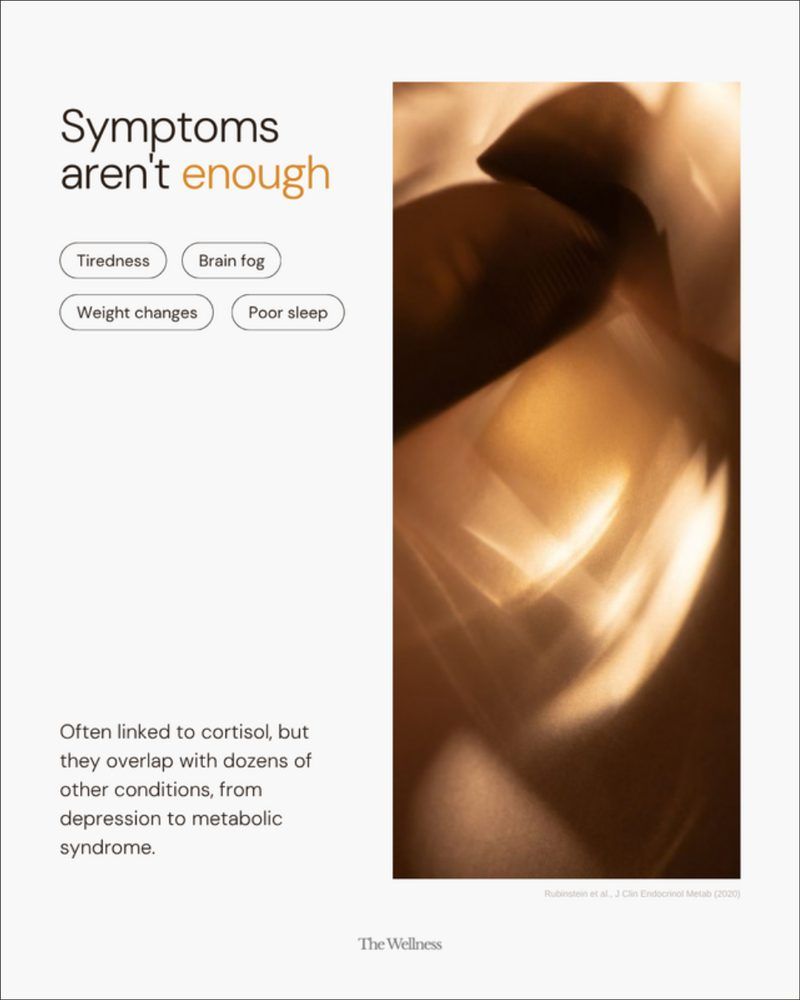 Symptoms
aren't enough
Tiredness
Brain fog
Weight changes
Poor sleep
Often linked to cortisol, but
they overlap with dozens of
other conditions, from
depression to metabolic
syndrome.
Rubinstein et al., J Clin Endocrinol Metab (2020)
The Wellness